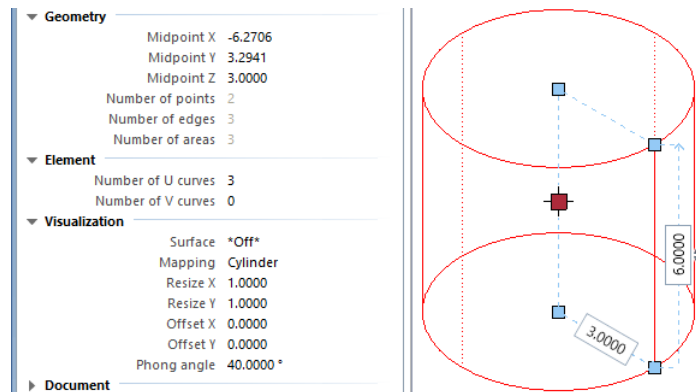 Geometry
Midpoint X -6.2706
Midpoint Y 3.2941
Midpoint Z 3.0000
Number of points 2
Number of edges 3
Number of areas 3
Element
Number of U curves 3
Number of V curves 0
Visualization
Surface *Off*
Mapping Cylinder
Resize X 1.0000
Resize Y 1.0000
Offset X 0.0000
Offset Y 0.0000
Phong angle 40.0000 °
Document
6.0000
3.0000